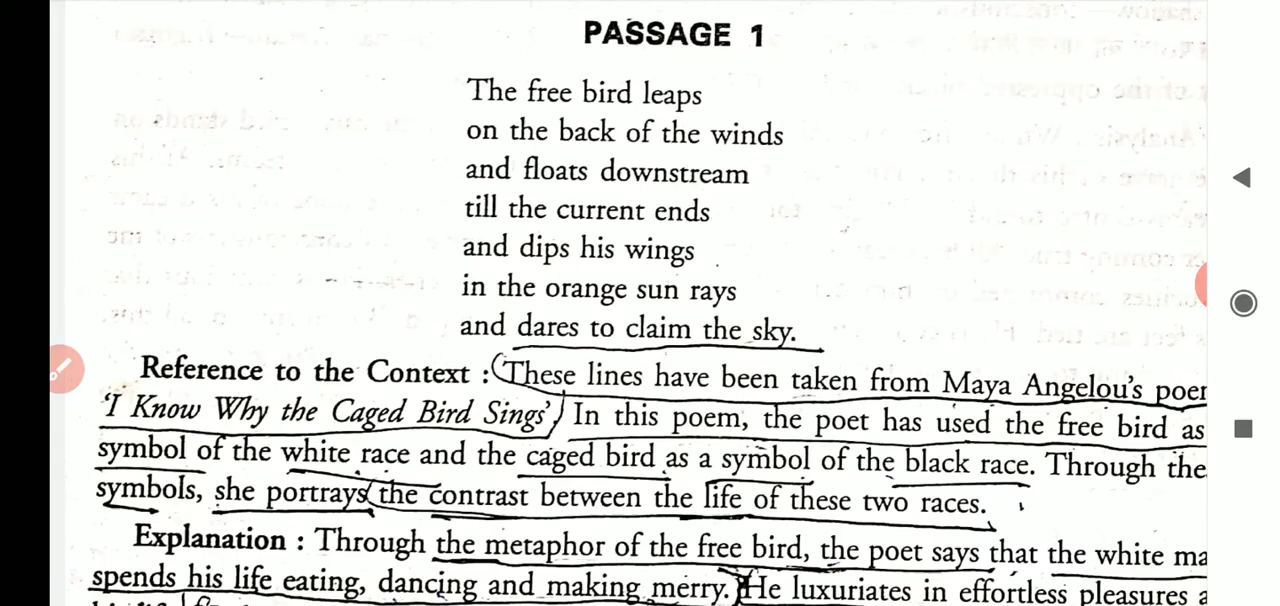 PASSAGE 1
The free bird leaps
on the back of the winds
and floats downstream
till the current ends
and dips his wings
in the orange sun rays
and dares to claim the sky.
Reference to the Context : These lines have been taken from Maya Angelou's poem
'I Know Why the Caged Bird Sings'. In this poem, the poet has used the free bird as
symbol of the white race and the caged bird as a symbol of the black race. Through the
symbols, she portrays the contrast between the life of these two races.
Explanation : Through the metaphor of the free bird, the poet says that the white ma
spends his life eating, dancing and making merry. He luxuriates in effortless pleasures a